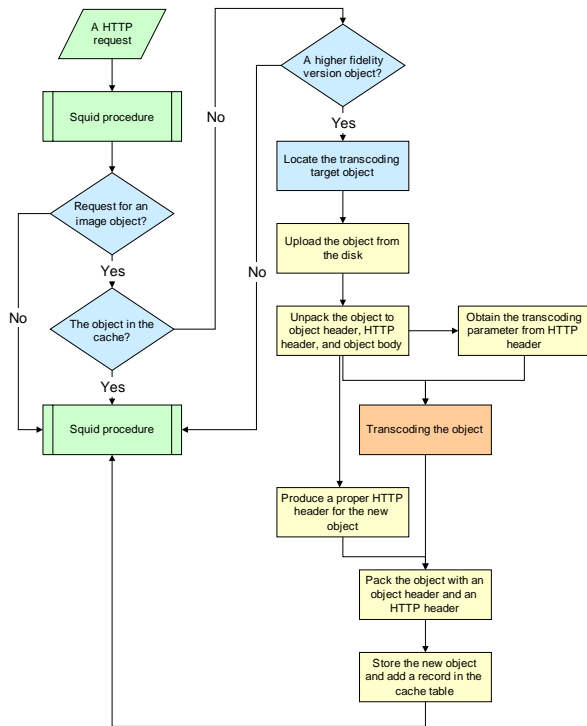 A HTTP
request
Squid procedure
Request for an
image object?
Yes
No
The object in the
cache?
Yes
Squid procedure
No
A higher fidelity
version object?
Yes
No
Locate the transcoding
target object
Upload the object from
the disk
Unpack the object to
object header, HTTP
header, and object body
Obtain the transcoding
parameter from HTTP
header
Transcoding the object
Produce a proper HTTP
header for the new
object
Pack the object with an
object header and an
HTTP header
Store the new object
and add a record in the
cache table